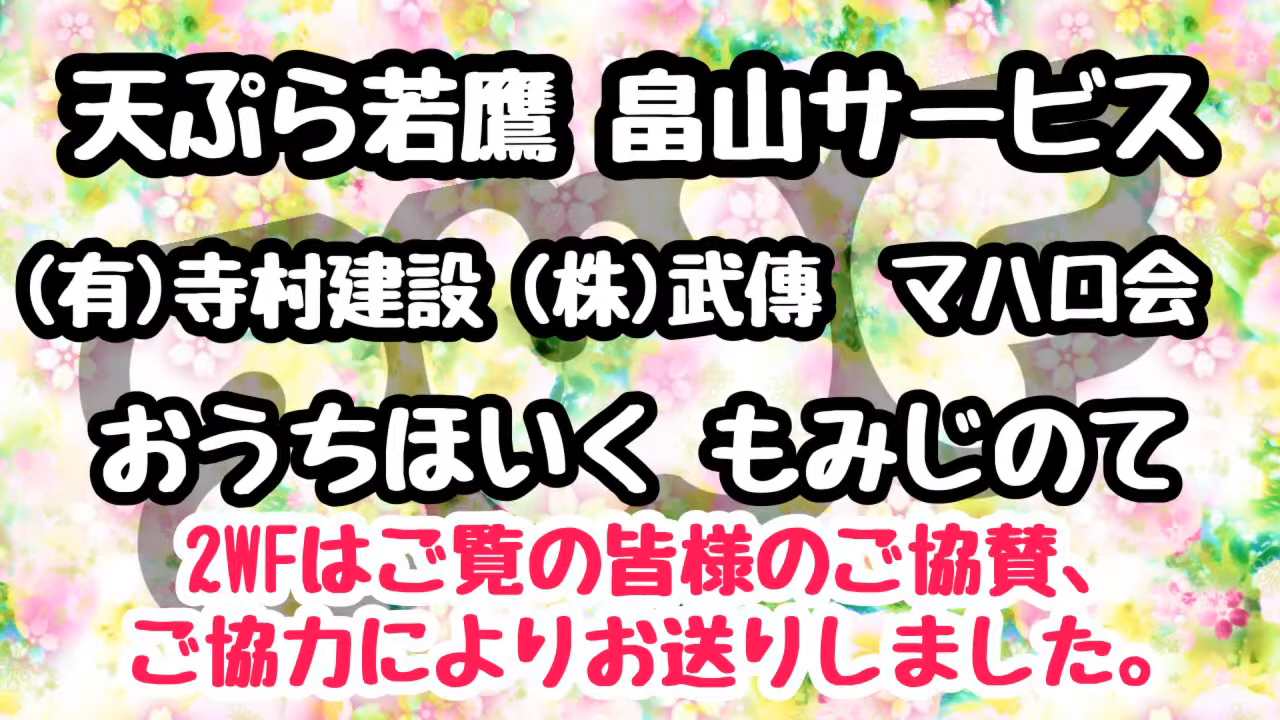 天ぷら若鷹 畠山サービス
(有)寺村建設 (株)武傳 マハロ会
おうちほいく もみじのて
2WFはご覧の皆様のご協賛、
ご協力によりお送りしました。